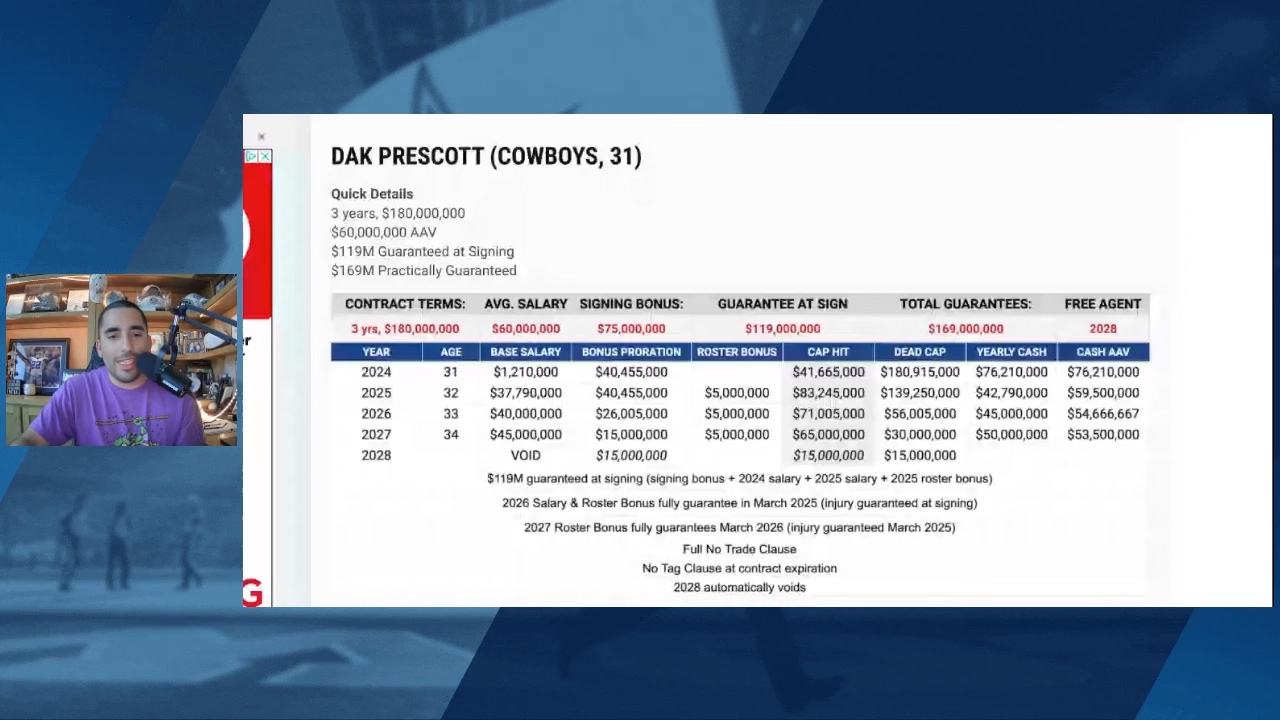 DAK PRESCOTT (COWBOYS, 31)
Quick Details
3 years, $180,000,000
$60,000,000 AAV
$119M Guaranteed at Signing
$169M Practically Guaranteed
CONTRACT TERMS: AVG. SALARY SIGNING BONUS: GUARANTEE AT SIGN TOTAL GUARANTEES: FREE AGENT
3 yrs, $180,000,000 $60,000,000 $75,000,000 $119,000,000 $169,000,000 2028
YEAR AGE BASE SALARY BONUS PRORATION ROSTER BONUS CAP HIT DEAD CAP YEARLY CASH CASH AAV
2024 31 $1,210,000 $40,455,000 $41,665,000 $180,915,000 $76,210,000 $76,210,000
2025 32 $37,790,000 $40,455,000 $5,000,000 $83,245,000 $139,250,000 $42,790,000 $59,500,000
2026 33 $40,000,000 $26,005,000 $5,000,000 $71,005,000 $56,005,000 $45,000,000 $54,666,667
2027 34 $45,000,000 $15,000,000 $5,000,000 $65,000,000 $30,000,000 $50,000,000 $53,500,000
2028 VOID $15,000,000 $15,000,000 $15,000,000
$119M guaranteed at signing (signing bonus + 2024 salary + 2025 salary + 2025 roster bonus)
2026 Salary & Roster Bonus fully guarantee in March 2025 (injury guaranteed at signing)
2027 Roster Bonus fully guarantees March 2026 (injury guaranteed March 2025)
Full No Trade Clause
No Tag Clause at contract expiration
2028 automatically voids
er
G
22